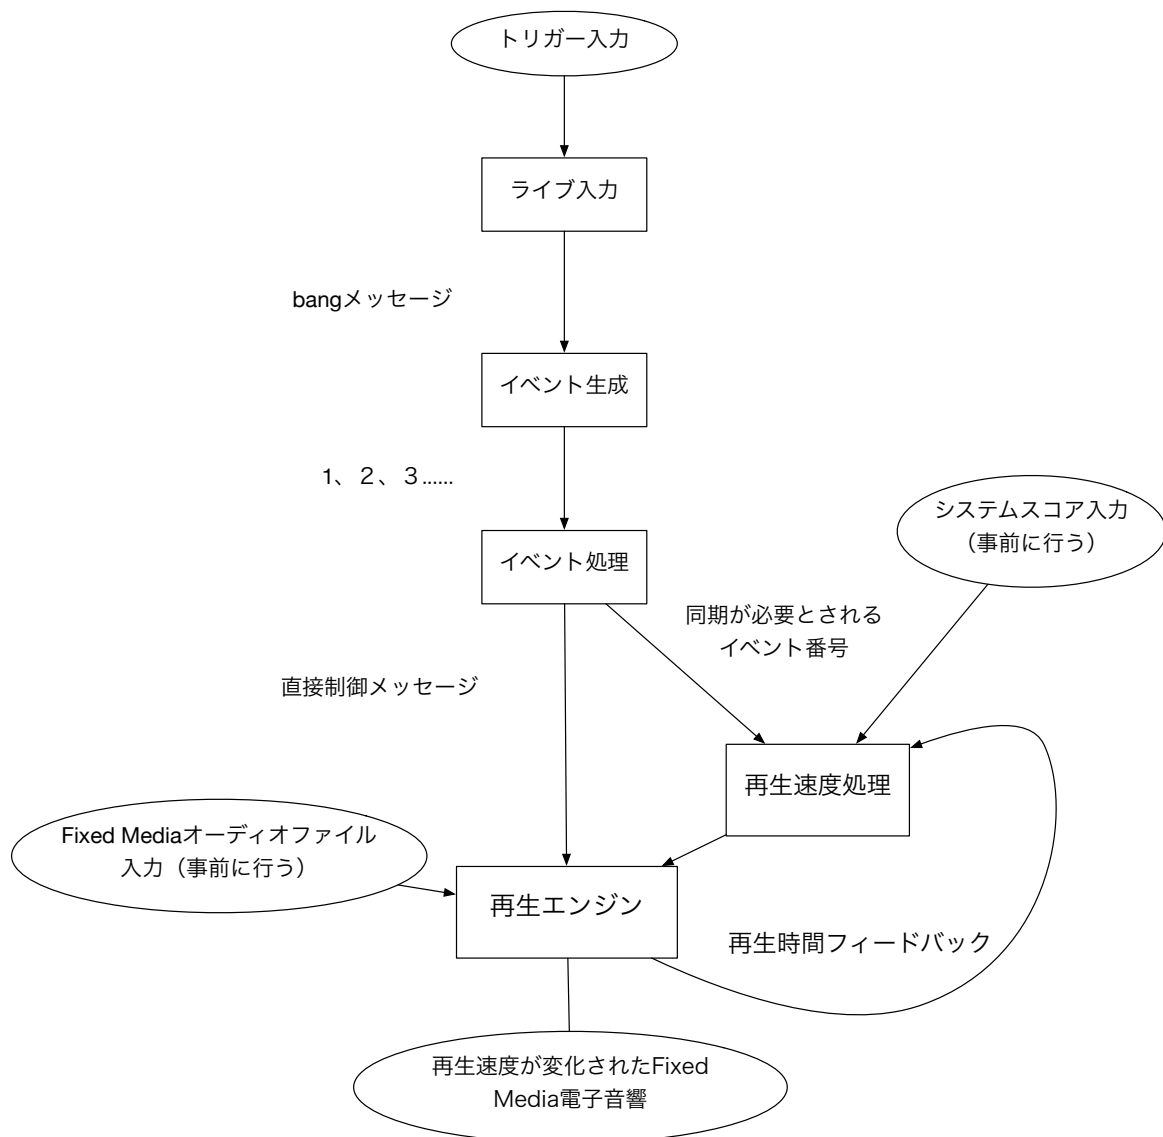 トリガー入力
ライブ入力
bangメッセージ
イベント生成
1、２、３......
システムスコア入力
（事前に行う）
イベント処理
同期が必要とされる
イベント番号
直接制御メッセージ
再生速度処理
Fixed Mediaオーディオファイル
入力（事前に行う）
再生エンジン
再生時間フィードバック
再生速度が変化されたFixed
Media電子音響